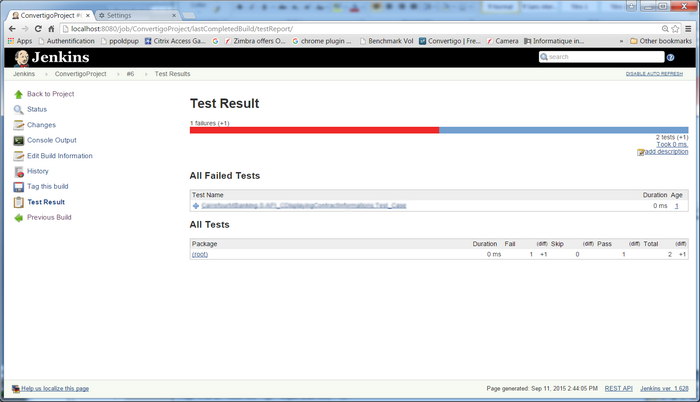 ConvertigoProject #6
Settings
localhost:8080/job/ConvertigoProject/lastCompletedBuild/testReport/
Apps Authentification ppoldpup Citrix Access Ga... Zimbra offers O... chrome plugin ... Benchmark Vol Convertigo | Fre... Camera Informatique in... » Other bookmarks
Jenkins
search
Jenkins ConvertigoProject #6 Test Results
DISABLE AUTO REFRESH
Back to Project
Status
Changes
Console Output
Edit Build Information
History
Tag this build
Test Result
Previous Build
Test Result
1 failures (+1)
2 tests (+1)
Took 0 ms.
add description
All Failed Tests
Test Name Duration Age
0 ms 1
All Tests
Package Duration Fail (diff) Skip (diff) Pass (diff) Total (diff)
(root) 0 ms 1 +1 0 1 2 +1
Help us localize this page
Page generated: Sep 11, 2015 2:44:05 PM REST API Jenkins ver. 1.628